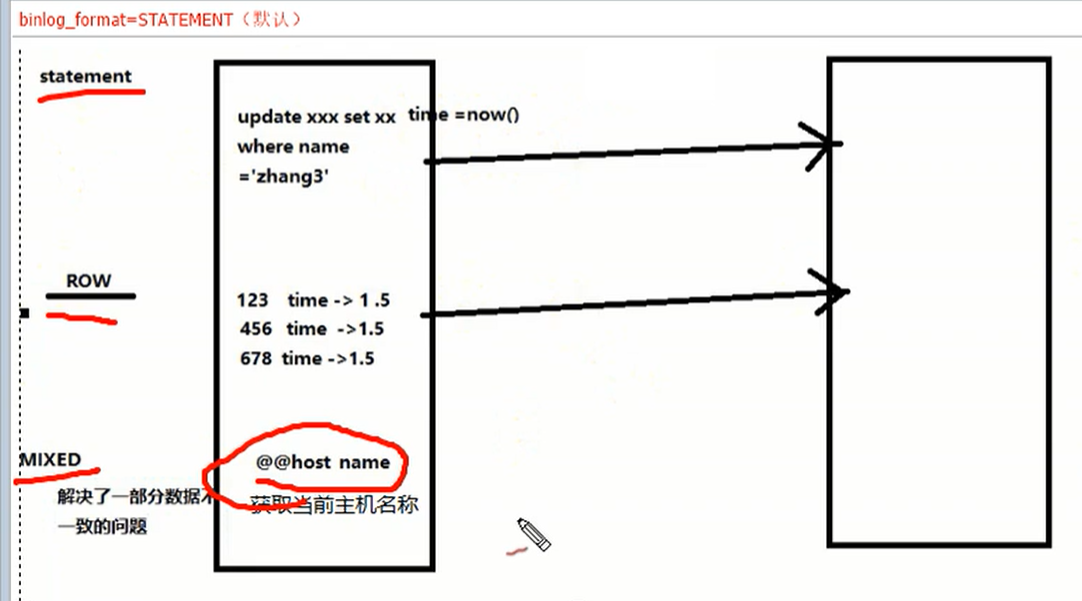 binlog_format=STATEMENT（默认）
statement
update xxx set xx time =now()
where name
='zhang3'
ROW
123 time -> 1 .5
456 time ->1.5
678 time ->1.5
MIXED
@@host name
解决了一部分数据不
一致的问题
获取当前主机名称